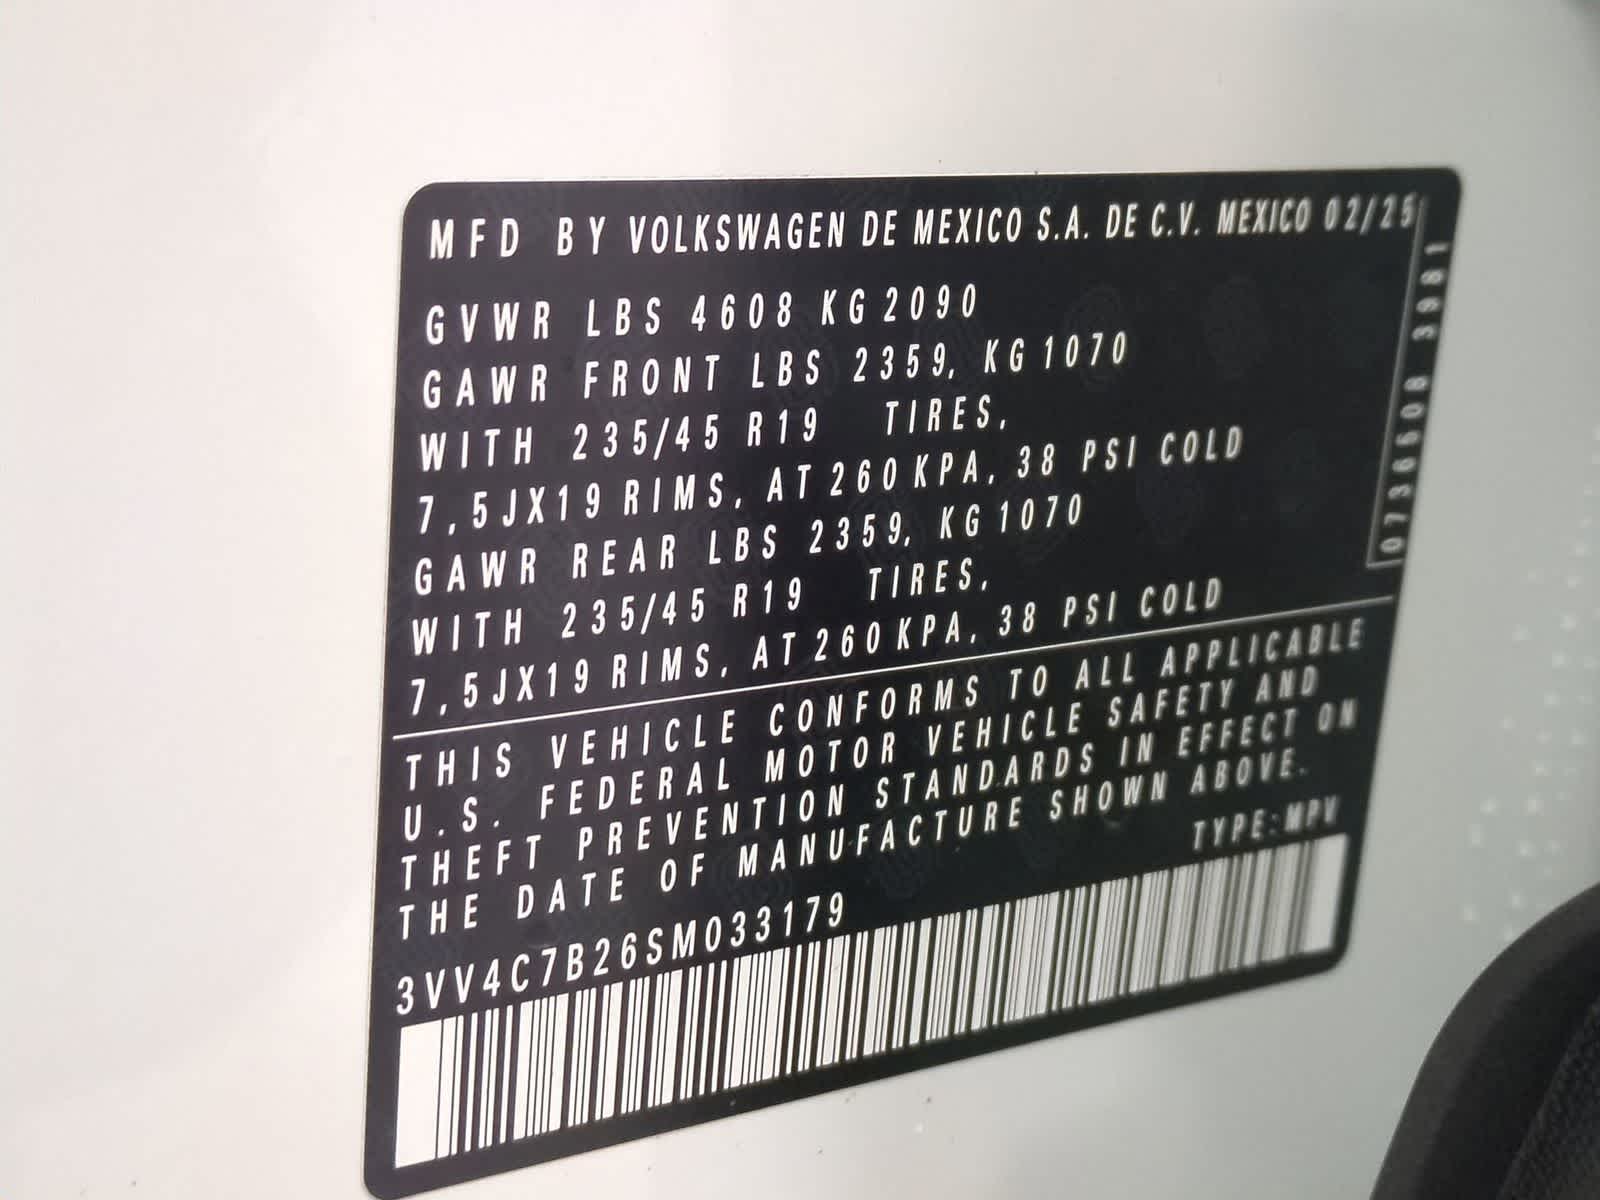 MFD BY VOLKSWAGEN DE MEXICO S.A. DE C.V. MEXICO 02/25
GVWR LBS 4608 KG 2090
GAWR FRONT LBS 2359, KG 1070
WITH 235/45 R19 TIRES,
7,5JX19 RIMS, AT 260 KPA, 38 PSI COLD
GAWR REAR LBS 2359, KG 1070
WITH 235/45 R19 TIRES,
7,5JX19 RIMS, AT 260 KPA, 38 PSI COLD
0736608 3981
THIS VEHICLE CONFORMS TO ALL APPLICABLE
U.S. FEDERAL MOTOR VEHICLE SAFETY AND
THEFT PREVENTION STANDARDS IN EFFECT ON
THE DATE OF MANUFACTURE SHOWN ABOVE.
TYPE:MPV
3VV4C7B26SM033179